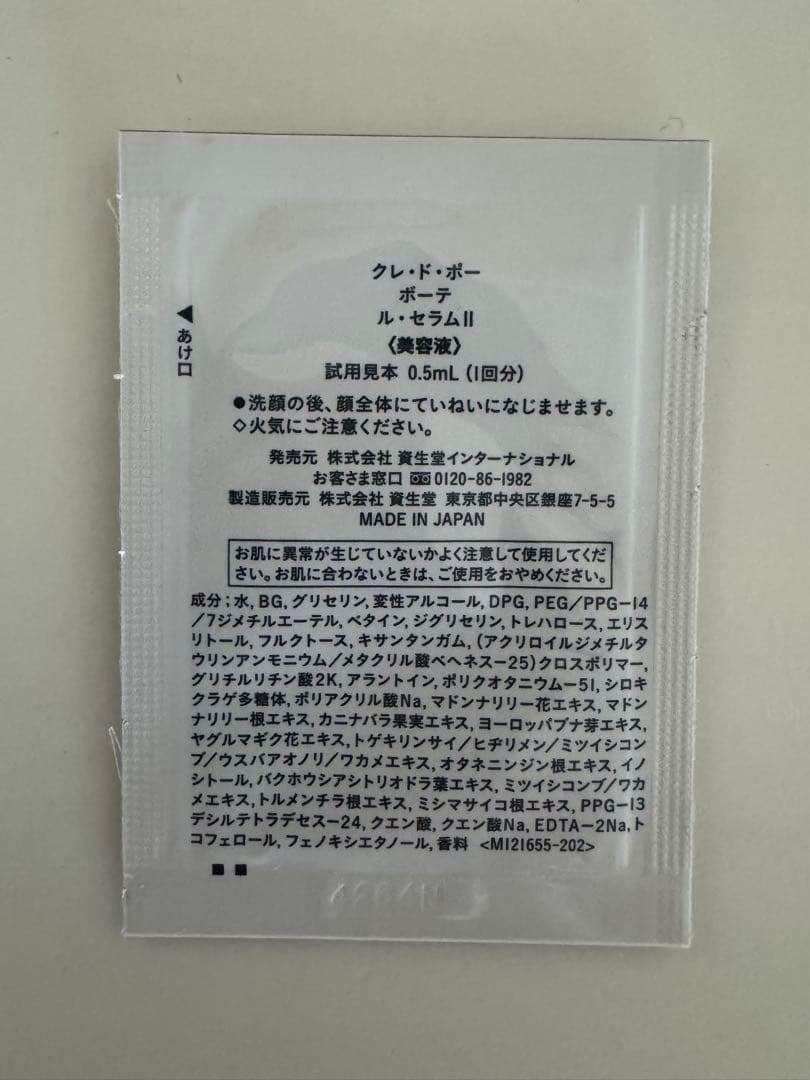 クレ・ド・ポー
ボーテ
ル・セラムII
〈美容液〉
試用見本 0.5mL (1回分)
◀あけ口
●洗顔の後、顔全体にていねいになじませます。
◇火気にご注意ください。
発売元 株式会社 資生堂インターナショナル
お客さま窓口 0120-86-1982
製造販売元 株式会社 資生堂 東京都中央区銀座7-5-5
MADE IN JAPAN
お肌に異常が生じていないかよく注意して使用してくだ
さい。お肌に合わないときは、ご使用をおやめください。
成分;水, BG, グリセリン, 変性アルコール, DPG, PEG/PPG-14
/7ジメチルエーテル, ベタイン, ジグリセリン, トレハロース, エリス
リトール, フルクトース, キサンタンガム, (アクリロイルジメチルタ
ウリンアンモニウム/メタクリル酸ベヘネス-25)クロスポリマー,
グリチルリチン酸2K, アラントイン, ポリクオタニウム-51, シロキ
クラゲ多糖体, ポリアクリル酸Na, マドンナリリー花エキス, マドン
ナリリー根エキス, カニナバラ果実エキス, ヨーロッパブナ芽エキス,
ヤグルマギク花エキス, トゲキリンサイ/ヒヂリメン/ミツイシコン
ブ/ウスバアオノリ/ワカメエキス, オタネニンジン根エキス, イノ
シトール, バクホウシアシトリオドラ葉エキス, ミツイシコンブ/ワカ
メエキス, トルメンチラ根エキス, ミシマサイコ根エキス, PPG-13
デシルテトラデセス-24, クエン酸, クエン酸Na, EDTA-2Na, ト
コフェロール, フェノキシエタノール, 香料 <MI21655-202>